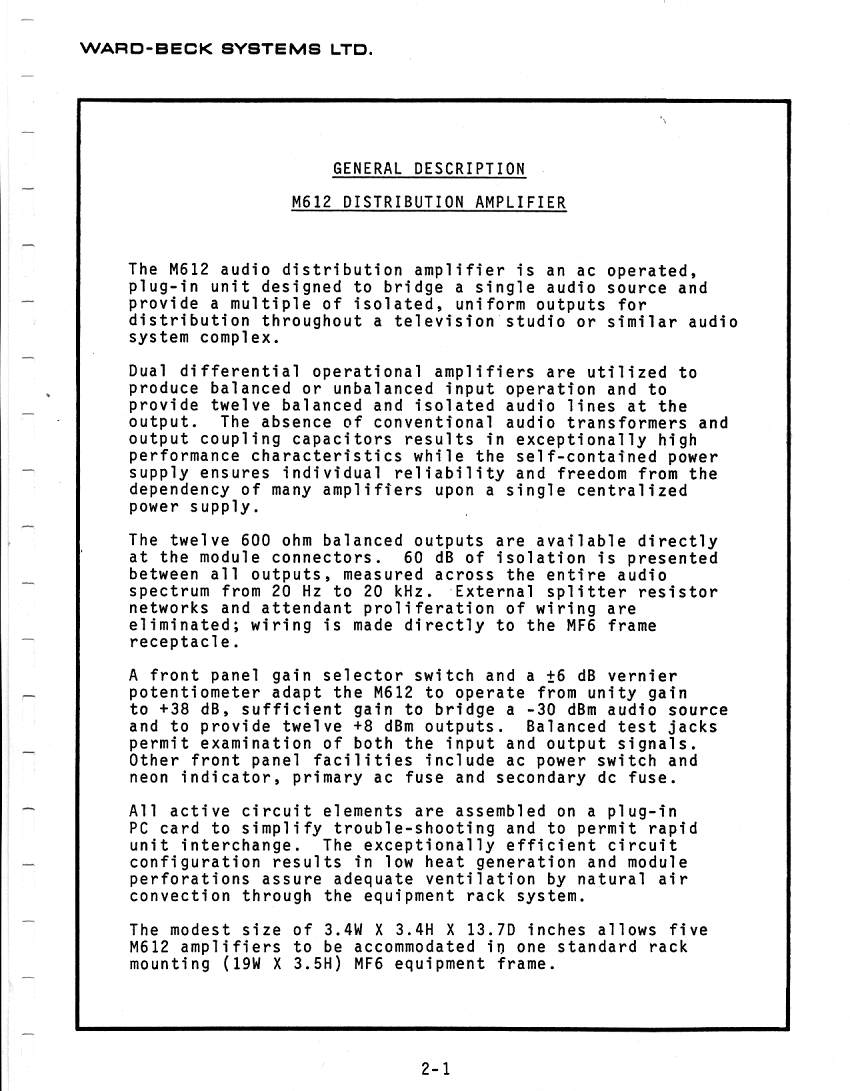 WARD-BECK SYSTEMS LTD.
GENERAL DESCRIPTION
M612 DISTRIBUTION AMPLIFIER
The M612 audio distribution amplifier is an ac operated,
plug-in unit designed to bridge a single audio source and
provide a multiple of isolated, uniform outputs for
distribution throughout a television studio or similar audio
system complex.
Dual differential operational amplifiers are utilized to
produce balanced or unbalanced input operation and to
provide twelve balanced and isolated audio lines at the
output.  The absence of conventional audio transformers and
output coupling capacitors results in exceptionally high
performance characteristics while the self-contained power
supply ensures individual reliability and freedom from the
dependency of many amplifiers upon a single centralized
power supply.
The twelve 600 ohm balanced outputs are available directly
at the module connectors.  60 dB of isolation is presented
between all outputs, measured across the entire audio
spectrum from 20 Hz to 20 kHz.  External splitter resistor
networks and attendant proliferation of wiring are
eliminated; wiring is made directly to the MF6 frame
receptacle.
A front panel gain selector switch and a ±6 dB vernier
potentiometer adapt the M612 to operate from unity gain
to +38 dB, sufficient gain to bridge a -30 dBm audio source
and to provide twelve +8 dBm outputs.  Balanced test jacks
permit examination of both the input and output signals.
Other front panel facilities include ac power switch and
neon indicator, primary ac fuse and secondary dc fuse.
All active circuit elements are assembled on a plug-in
PC card to simplify trouble-shooting and to permit rapid
unit interchange.  The exceptionally efficient circuit
configuration results in low heat generation and module
perforations assure adequate ventilation by natural air
convection through the equipment rack system.
The modest size of 3.4W X 3.4H X 13.7D inches allows five
M612 amplifiers to be accommodated in one standard rack
mounting (19W X 3.5H) MF6 equipment frame.
2-1